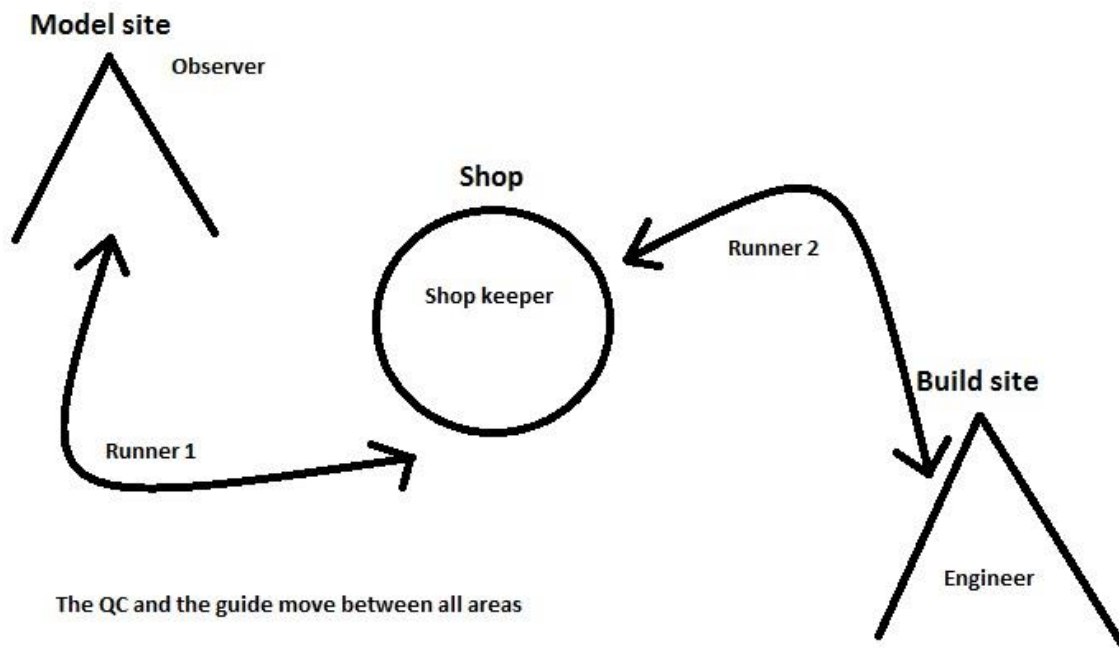 Model site
Observer
Shop
Shop keeper
Runner 2
Build site
Runner 1
Engineer
The QC and the guide move between all areas